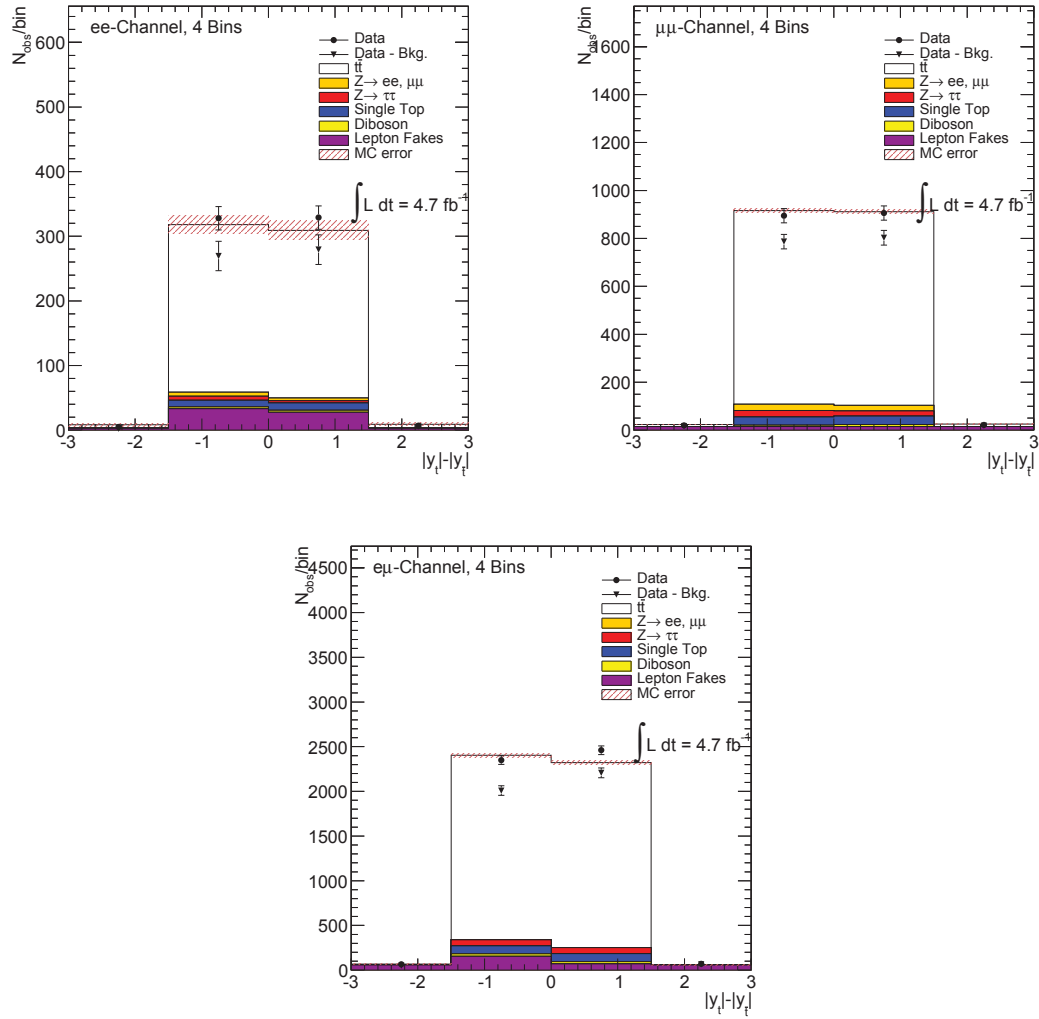 ee-Channel, 4 Bins
N_obs/bin
600
500
400
300
200
100
0
Data
Data - Bkg.
tt̄
Z→ ee, μμ
Z→ ττ
Single Top
Diboson
Lepton Fakes
MC error
∫ L dt = 4.7 fb⁻¹
-3 -2 -1 0 1 2 3
|y_t|-|y_t̄|
μμ-Channel, 4 Bins
N_obs/bin
1600
1400
1200
1000
800
600
400
200
0
Data
Data - Bkg.
tt̄
Z→ ee, μμ
Z→ ττ
Single Top
Diboson
Lepton Fakes
MC error
∫ L dt = 4.7 fb⁻¹
-3 -2 -1 0 1 2 3
|y_t|-|y_t̄|
eμ-Channel, 4 Bins
N_obs/bin
4500
4000
3500
3000
2500
2000
1500
1000
500
0
Data
Data - Bkg.
tt̄
Z→ ee, μμ
Z→ ττ
Single Top
Diboson
Lepton Fakes
MC error
∫ L dt = 4.7 fb⁻¹
-3 -2 -1 0 1 2 3
|y_t|-|y_t̄|